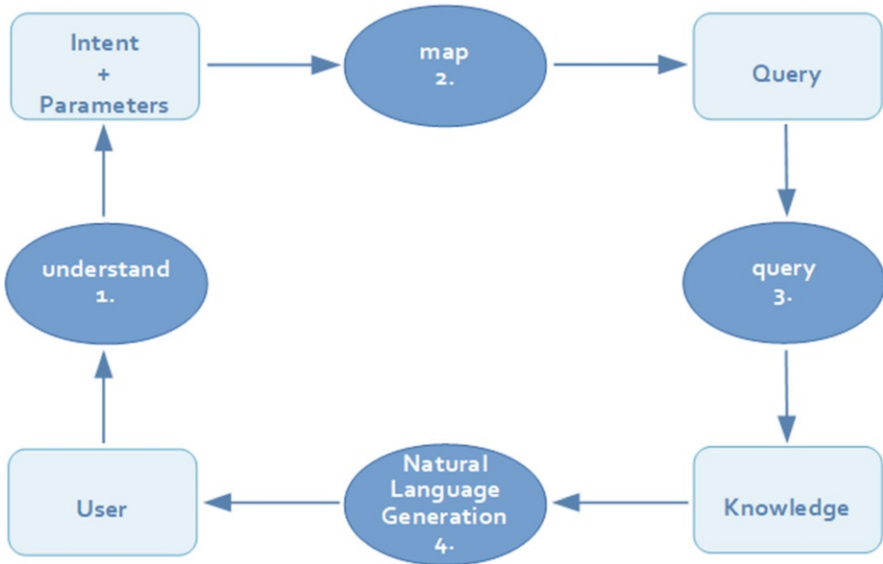 Intent
+
Parameters
map
2.
Query
understand
1.
query
3.
User
Natural
Language
Generation
4.
Knowledge